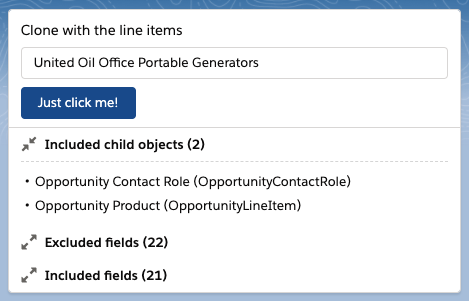 Clone with the line items
United Oil Office Portable Generators
Just click me!
Included child objects (2)
• Opportunity Contact Role (OpportunityContactRole)
• Opportunity Product (OpportunityLineItem)
Excluded fields (22)
Included fields (21)